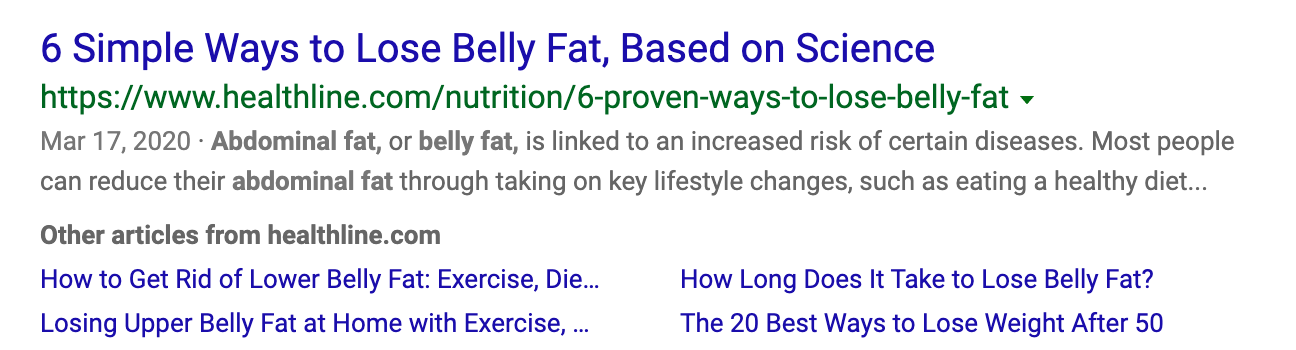 6 Simple Ways to Lose Belly Fat, Based on Science
https://www.healthline.com/nutrition/6-proven-ways-to-lose-belly-fat
Mar 17, 2020 · Abdominal fat, or belly fat, is linked to an increased risk of certain diseases. Most people
can reduce their abdominal fat through taking on key lifestyle changes, such as eating a healthy diet...
Other articles from healthline.com
How to Get Rid of Lower Belly Fat: Exercise, Die...
How Long Does It Take to Lose Belly Fat?
Losing Upper Belly Fat at Home with Exercise, ...
The 20 Best Ways to Lose Weight After 50